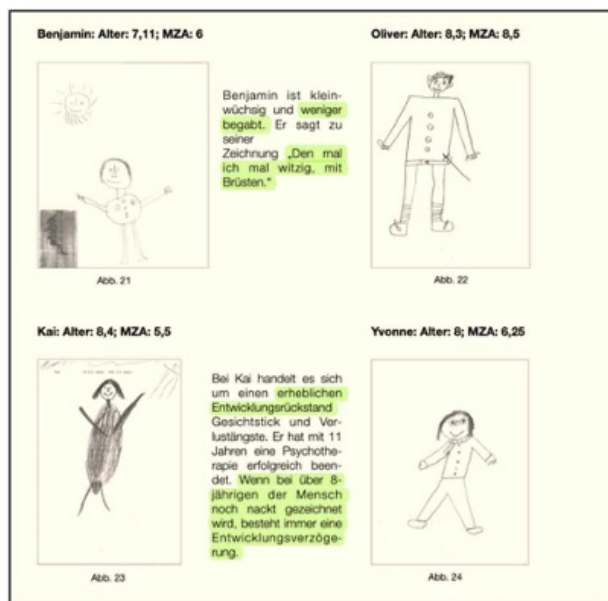 Benjamin: Alter: 7,11; MZA: 6
Oliver: Alter: 8,3; MZA: 8,5
Benjamin ist klein-
wüchsig und weniger
begabt. Er sagt zu
seiner
Zeichnung „Den mal
ich mal witzig, mit
Brüsten.“
Abb. 21
Abb. 22
Kai: Alter: 8,4; MZA: 5,5
Yvonne: Alter: 8; MZA: 6,25
Bei Kai handelt es sich
um einen erheblichen
Entwicklungsrückstand
Gesichtstick und Ver-
lustängste. Er hat mit 11
Jahren eine Psychothe-
rapie erfolgreich been-
det. Wenn bei über 8-
jährigen der Mensch
noch nackt gezeichnet
wird, besteht immer eine
Entwicklungsverzöge-
rung.
Abb. 23
Abb. 24